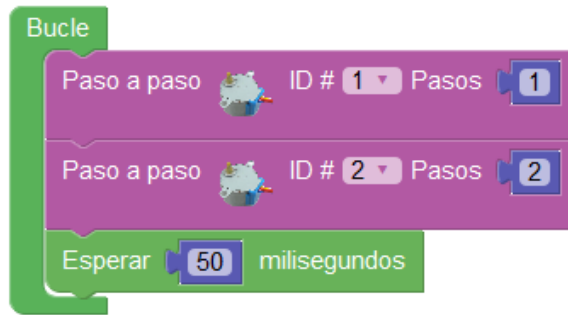 Bucle
Paso a paso ID # 1 Pasos 1
Paso a paso ID # 2 Pasos 2
Esperar 50 milisegundos